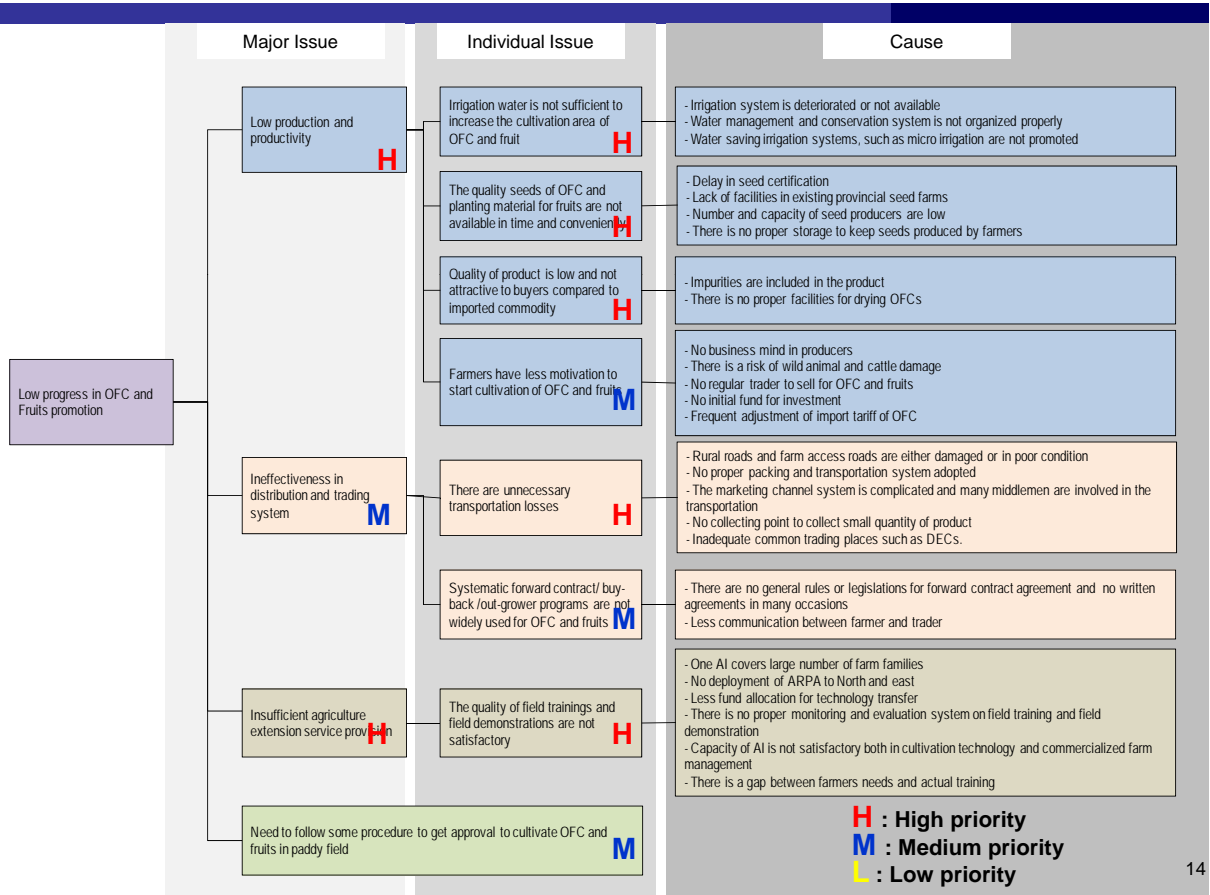 Major Issue
Individual Issue
Cause
Low progress in OFC and
Fruits promotion
Low production and
productivity
H
Irrigation water is not sufficient to
increase the cultivation area of
OFC and fruit
H
- Irrigation system is deteriorated or not available
- Water management and conservation system is not organized properly
- Water saving irrigation systems, such as micro irrigation are not promoted
The quality seeds of OFC and
planting material for fruits are not
available in time and conveniently
H
- Delay in seed certification
- Lack of facilities in existing provincial seed farms
- Number and capacity of seed producers are low
- There is no proper storage to keep seeds produced by farmers
Quality of product is low and not
attractive to buyers compared to
imported commodity
H
- Impurities are included in the product
- There is no proper facilities for drying OFCs
Farmers have less motivation to
start cultivation of OFC and fruits
M
- No business mind in producers
- There is a risk of wild animal and cattle damage
- No regular trader to sell for OFC and fruits
- No initial fund for investment
- Frequent adjustment of import tariff of OFC
Ineffectiveness in
distribution and trading
system
M
There are unnecessary
transportation losses
H
- Rural roads and farm access roads are either damaged or in poor condition
- No proper packing and transportation system adopted
- The marketing channel system is complicated and many middlemen are involved in the
transportation
- No collecting point to collect small quantity of product
- Inadequate common trading places such as DECs.
Systematic forward contract/ buy-
back /out-grower programs are not
widely used for OFC and fruits
M
- There are no general rules or legislations for forward contract agreement and no written
agreements in many occasions
- Less communication between farmer and trader
Insufficient agriculture
extension service provision
H
The quality of field trainings and
field demonstrations are not
satisfactory
H
- One AI covers large number of farm families
- No deployment of ARPA to North and east
- Less fund allocation for technology transfer
- There is no proper monitoring and evaluation system on field training and field
demonstration
- Capacity of AI is not satisfactory both in cultivation technology and commercialized farm
management
- There is a gap between farmers needs and actual training
Need to follow some procedure to get approval to cultivate OFC and
fruits in paddy field
M
H : High priority
M : Medium priority
L : Low priority
14